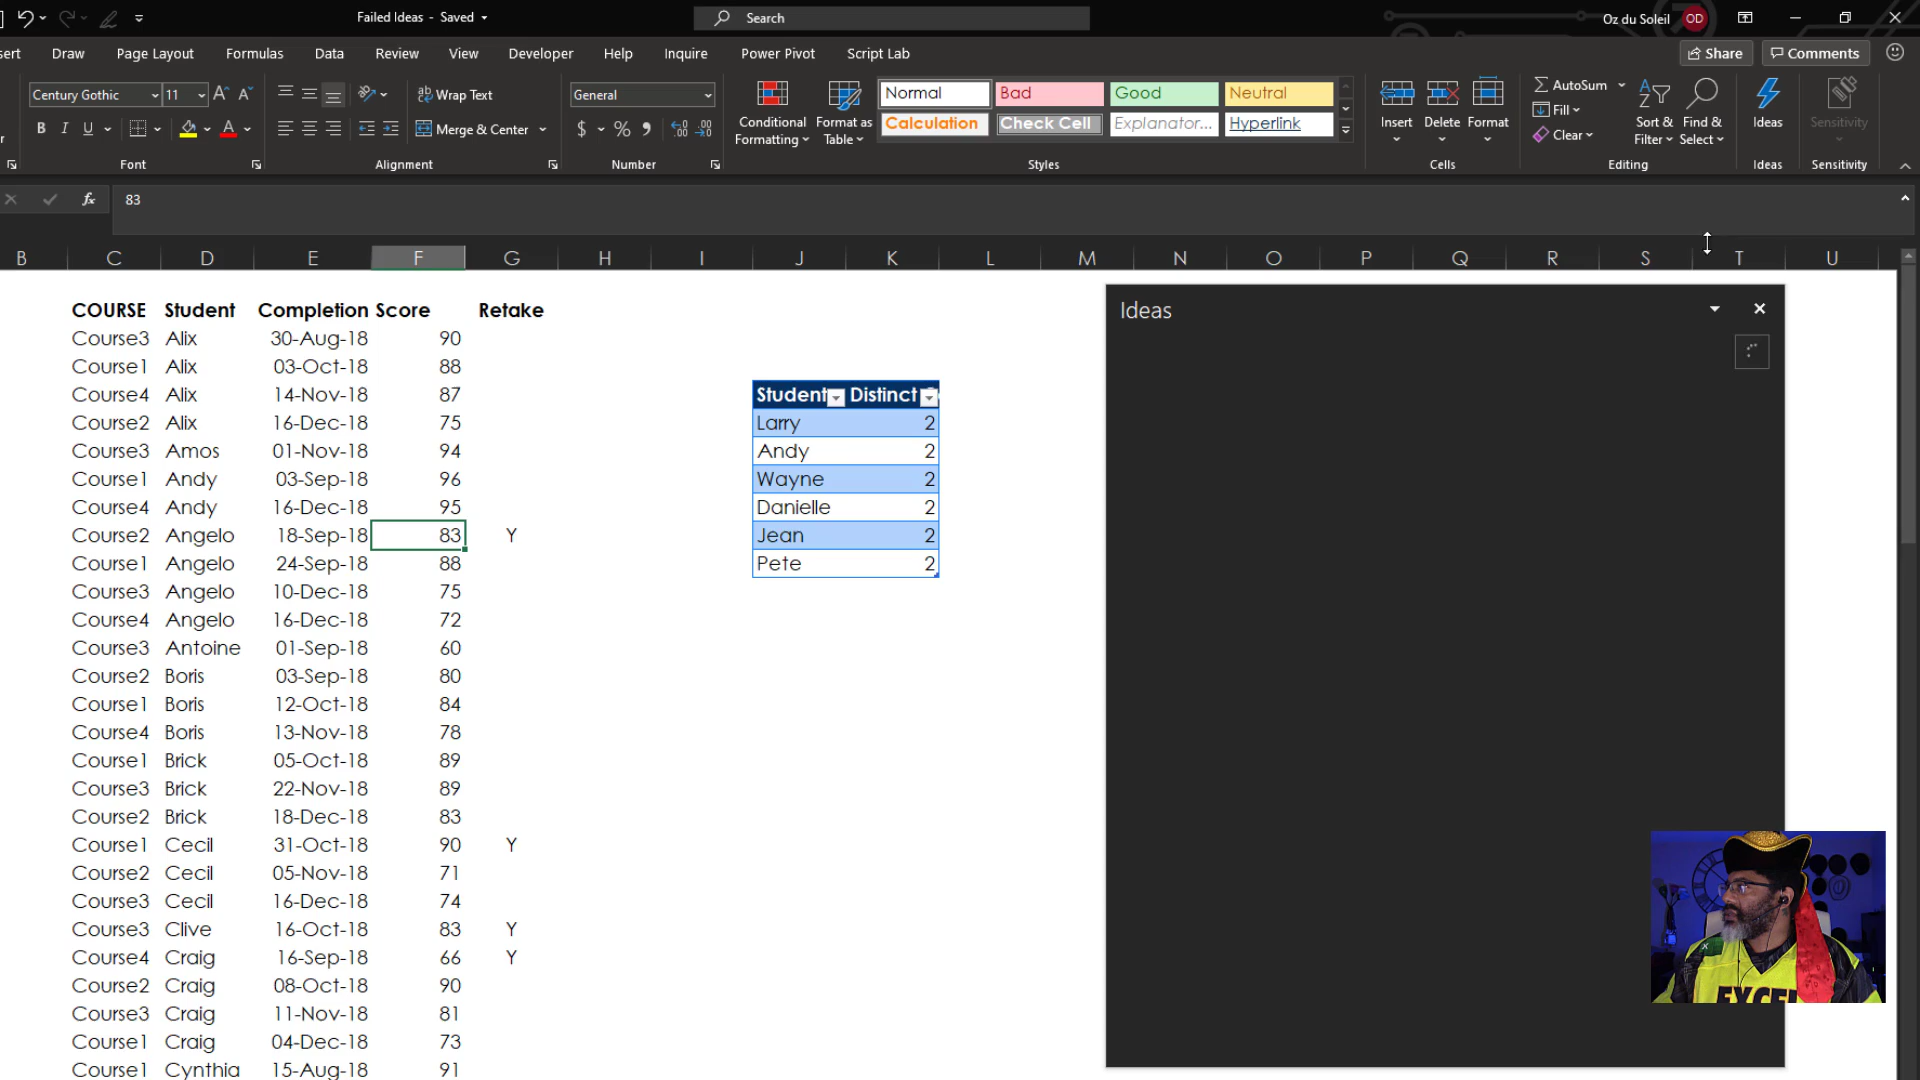 Failed Ideas - Saved
Search
Oz du Soleil OD
Draw Page Layout Formulas Data Review View Developer Help Inquire Power Pivot Script Lab
Share Comments
Century Gothic 11
Wrap Text
General
Conditional Formatting
Format as Table
Normal Bad Good Neutral
Calculation Check Cell Explanator... Hyperlink
Insert Delete Format
AutoSum
Fill
Clear
Sort & Filter
Find & Select
Ideas
Sensitivity
B I U
Merge & Center
$ % 9
Font Alignment Number Styles Cells Editing Ideas Sensitivity
fx 83
B C D E F G H I J K L M N O P Q R S T U
COURSE Student Completion Score Retake
Course3 Alix 30-Aug-18 90
Course1 Alix 03-Oct-18 88
Course4 Alix 14-Nov-18 87
Course2 Alix 16-Dec-18 75
Course3 Amos 01-Nov-18 94
Course1 Andy 03-Sep-18 96
Course4 Andy 16-Dec-18 95
Course2 Angelo 18-Sep-18 83 Y
Course1 Angelo 24-Sep-18 88
Course3 Angelo 10-Dec-18 75
Course4 Angelo 16-Dec-18 72
Course3 Antoine 01-Sep-18 60
Course2 Boris 03-Sep-18 80
Course1 Boris 12-Oct-18 84
Course4 Boris 13-Nov-18 78
Course1 Brick 05-Oct-18 89
Course3 Brick 22-Nov-18 89
Course2 Brick 18-Dec-18 83
Course1 Cecil 31-Oct-18 90 Y
Course2 Cecil 05-Nov-18 71
Course3 Cecil 16-Dec-18 74
Course3 Clive 16-Oct-18 83 Y
Course4 Craig 16-Sep-18 66 Y
Course2 Craig 08-Oct-18 90
Course3 Craig 11-Nov-18 81
Course1 Craig 04-Dec-18 73
Course1 Cynthia 15-Aug-18 91
Student Distinct
Larry 2
Andy 2
Wayne 2
Danielle 2
Jean 2
Pete 2
Ideas
EXCEL